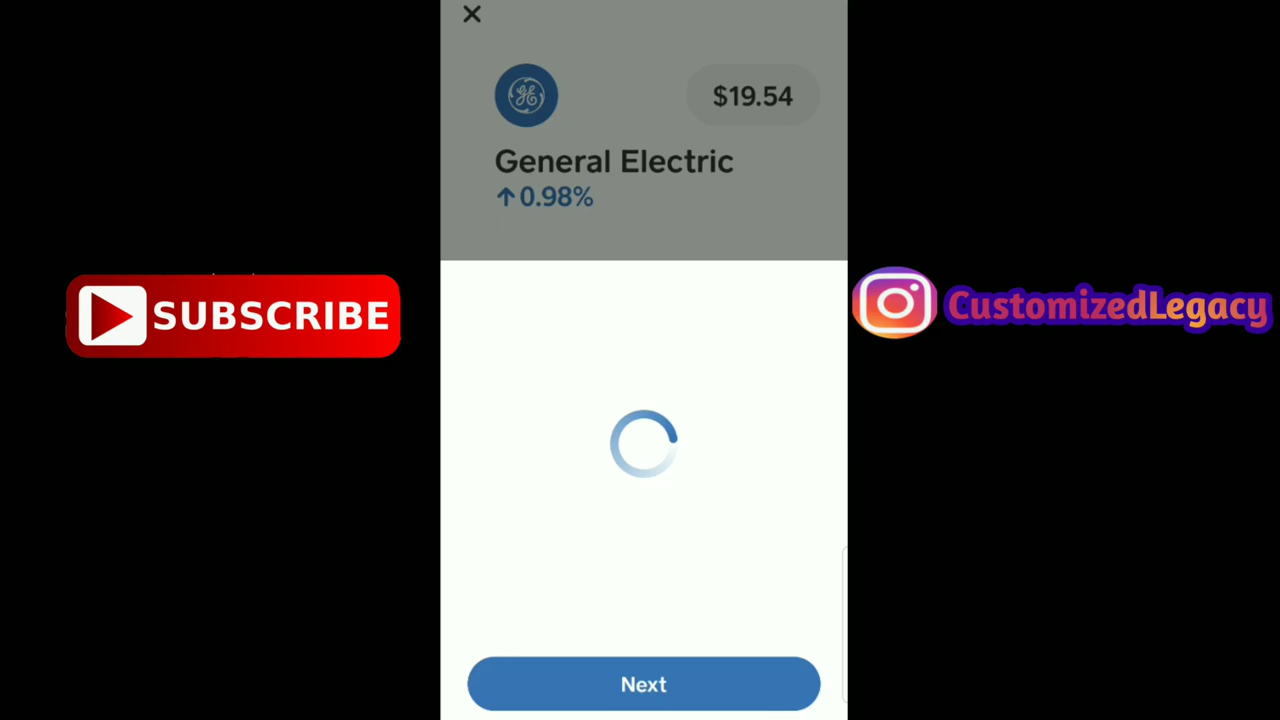 $19.54
General Electric
↑0.98%
SUBSCRIBE
CustomizedLegacy
Next